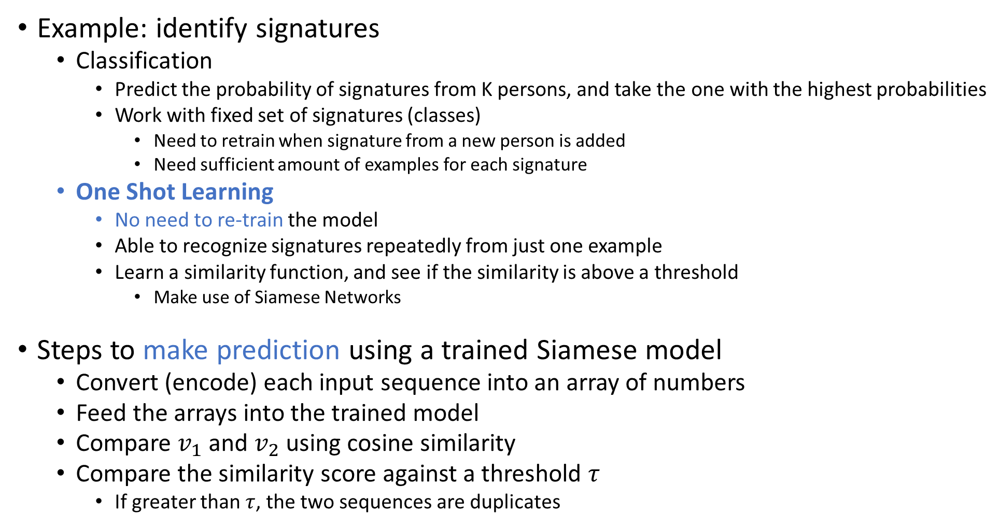 • Example: identify signatures
• Classification
• Predict the probability of signatures from K persons, and take the one with the highest probabilities
• Work with fixed set of signatures (classes)
• Need to retrain when signature from a new person is added
• Need sufficient amount of examples for each signature
• One Shot Learning
• No need to re-train the model
• Able to recognize signatures repeatedly from just one example
• Learn a similarity function, and see if the similarity is above a threshold
• Make use of Siamese Networks
• Steps to make prediction using a trained Siamese model
• Convert (encode) each input sequence into an array of numbers
• Feed the arrays into the trained model
• Compare 𝑣₁ and 𝑣₂ using cosine similarity
• Compare the similarity score against a threshold 𝜏
• If greater than 𝜏, the two sequences are duplicates